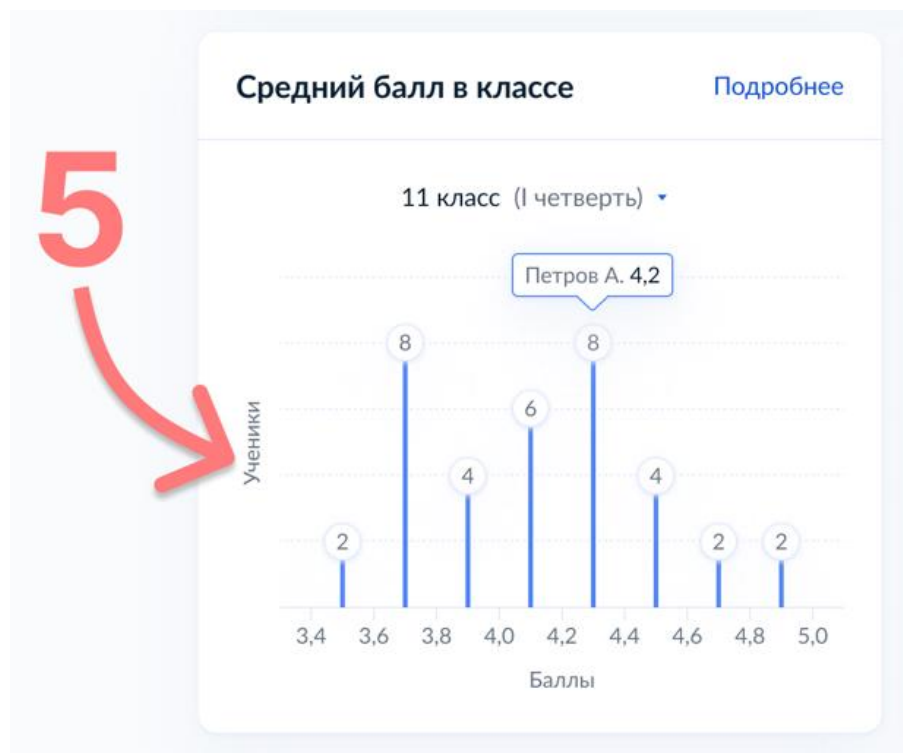 Средний балл в классе
Подробнее
5
11 класс (I четверть)
Петров А. 4,2
8
8
6
4
4
2
2
2
Ученики
3,4 3,6 3,8 4,0 4,2 4,4 4,6 4,8 5,0
Баллы